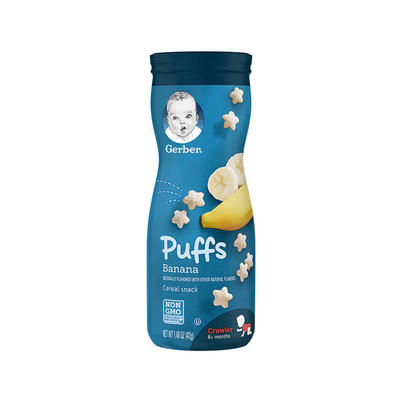 Gerber®
Puffs
Banana
NATURALLY FLAVORED WITH OTHER NATURAL FLAVORS
Cereal snack
NON
GMO
NET WT 1.48 OZ (42g)
U
Crawler
8+ months